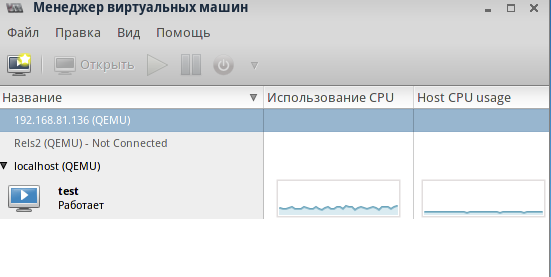 Менеджер виртуальных машин
Файл Правка Вид Помощь
Открыть
Название Использование CPU Host CPU usage
192.168.81.136 (QEMU)
Rels2 (QEMU) - Not Connected
localhost (QEMU)
test
Работает